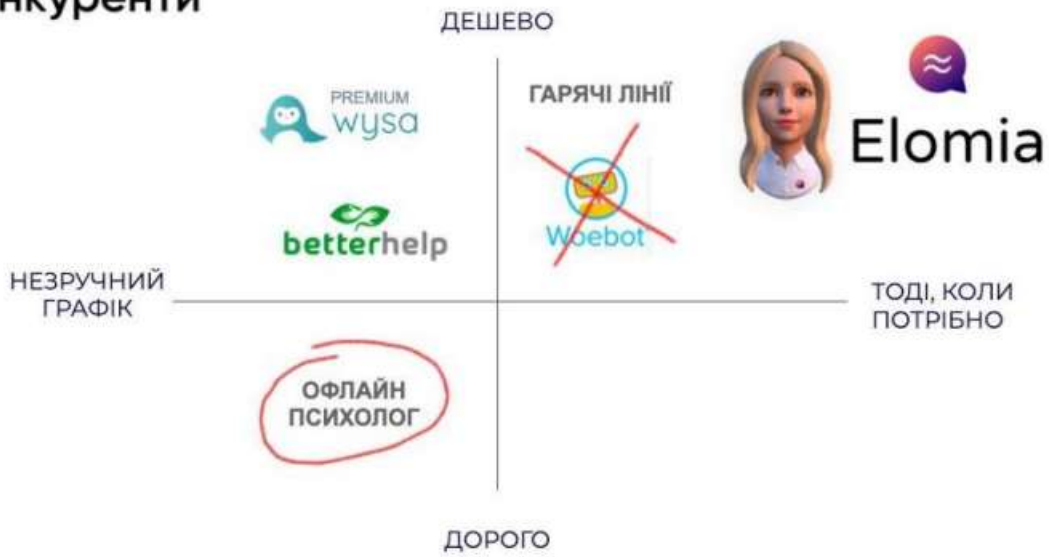 нкуренти
ДЕШЕВО
PREMIUM
wysa
ГАРЯЧІ ЛІНІЇ
Elomia
betterhelp
Woebot
НЕЗРУЧНИЙ
ГРАФІК
ТОДІ, КОЛИ
ПОТРІБНО
ОФЛАЙН
ПСИХОЛОГ
ДОРОГО